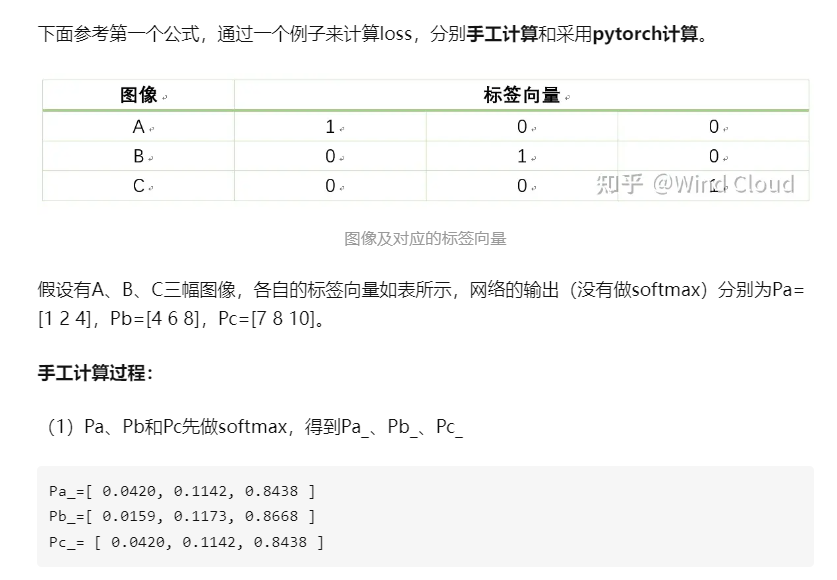 下面参考第一个公式，通过一个例子来计算loss，分别手工计算和采用pytorch计算。
图像 标签向量
A 1 0 0
B 0 1 0
C 0 0 1
知乎 @Wind Cloud
图像及对应的标签向量
假设有A、B、C三幅图像，各自的标签向量如表所示，网络的输出（没有做softmax）分别为Pa=
[1 2 4]，Pb=[4 6 8]，Pc=[7 8 10]。
手工计算过程：
（1）Pa、Pb和Pc先做softmax，得到Pa_、Pb_、Pc_
Pa_=[ 0.0420, 0.1142, 0.8438 ]
Pb_=[ 0.0159, 0.1173, 0.8668 ]
Pc_= [ 0.0420, 0.1142, 0.8438 ]